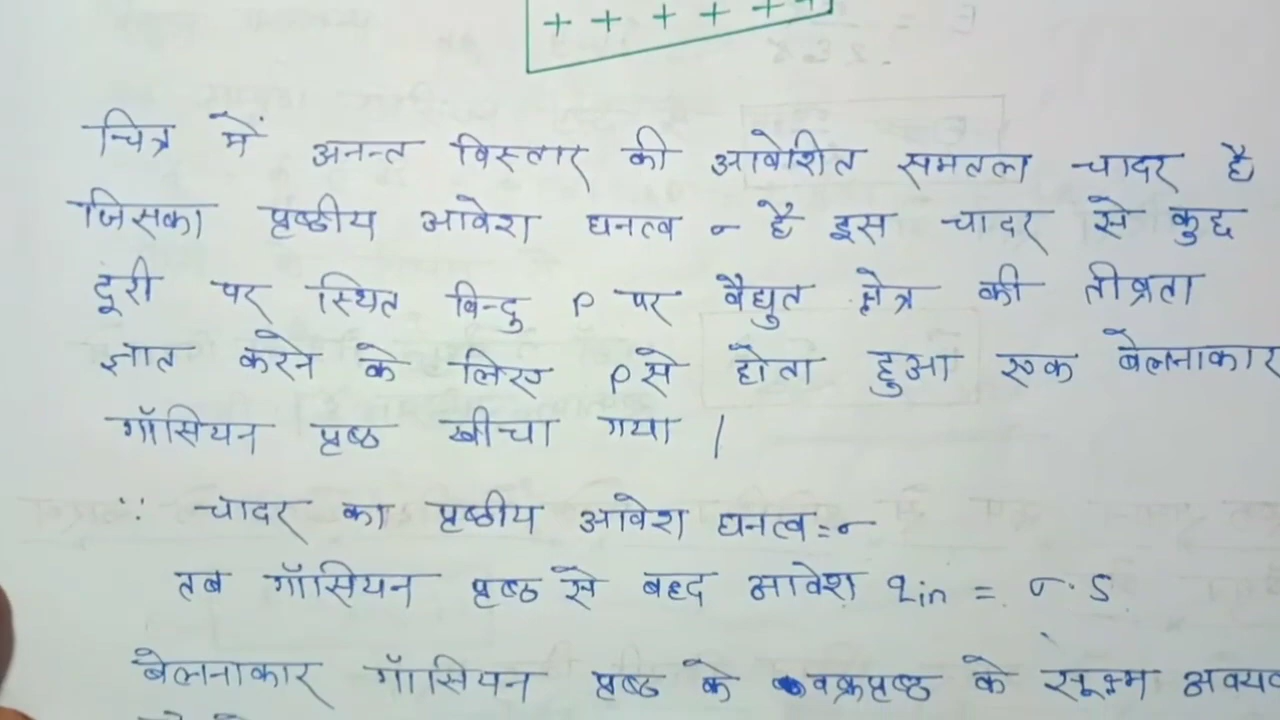 + + + + + +
चित्र में अनन्त विस्तार की आवेशित समतल चादर है
जिसका पृष्ठीय आवेश घनत्व σ है इस चादर से कुछ
दूरी पर स्थित बिन्दु P पर वैद्युत क्षेत्र की तीव्रता
ज्ञात करने के लिए P से होता हुआ एक बेलनाकार
गॉसियन पृष्ठ खीचा गया |
∵ चादर का पृष्ठीय आवेश घनत्व = σ
तब गॉसियन पृष्ठ से बद्ध आवेश qin = σ. S
बेलनाकार गॉसियन पृष्ठ के वक्रपृष्ठ के सूक्ष्म अवयव